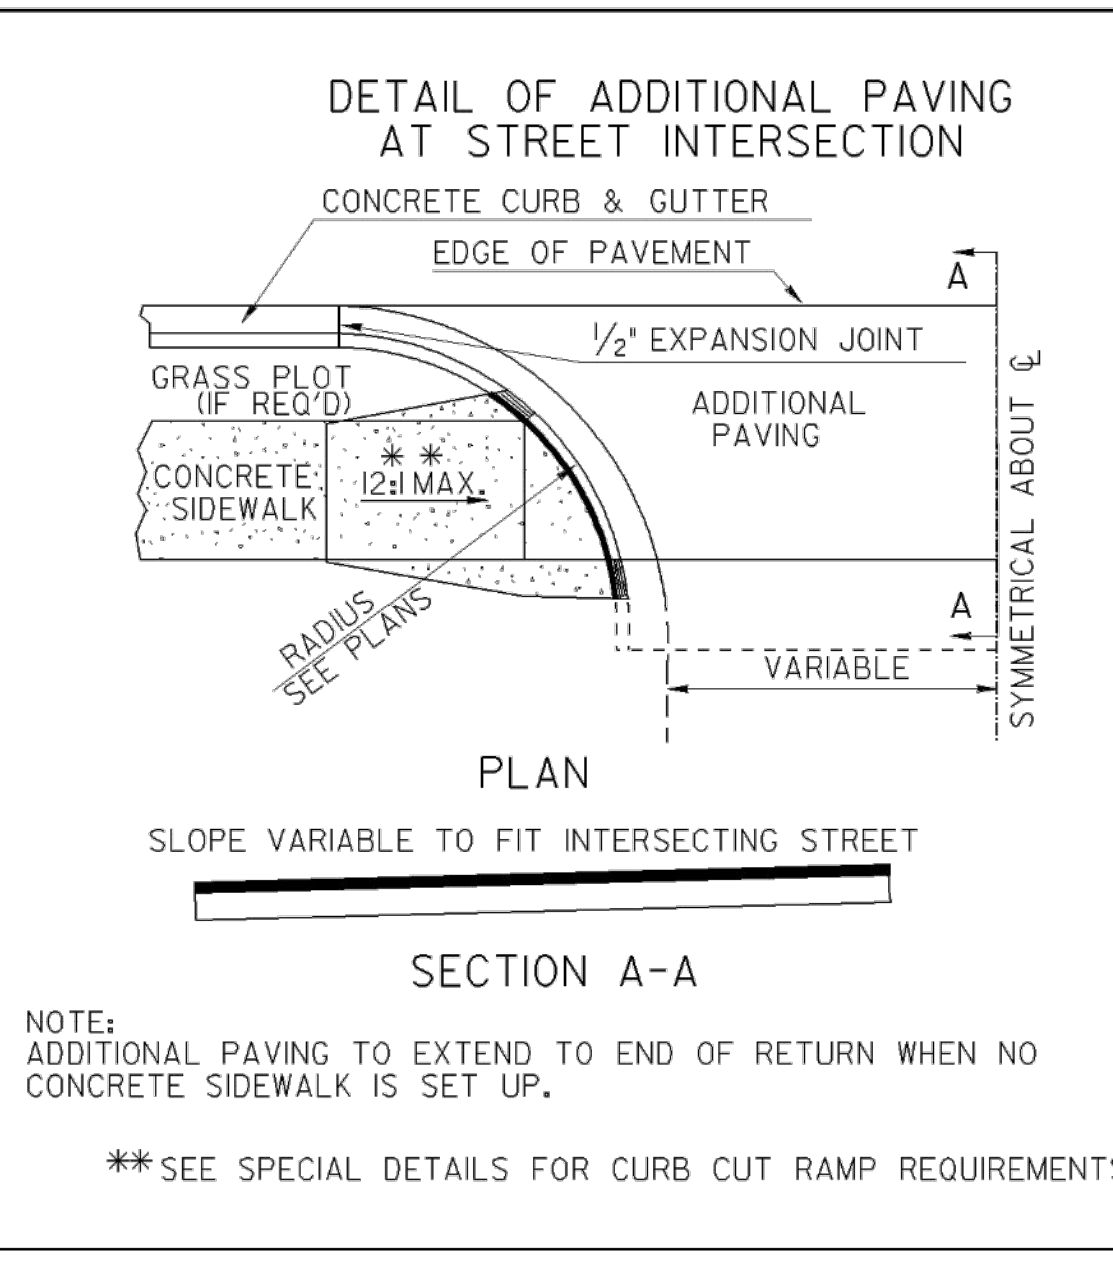 DETAIL OF ADDITIONAL PAVING
AT STREET INTERSECTION
CONCRETE CURB & GUTTER
EDGE OF PAVEMENT
A
1/2" EXPANSION JOINT
GRASS PLOT
(IF REQ'D)
ADDITIONAL
PAVING
**
12:1 MAX.
CONCRETE
SIDEWALK
SYMMETRICAL ABOUT ℄
RADIUS
SEE PLANS
A
VARIABLE
PLAN
SLOPE VARIABLE TO FIT INTERSECTING STREET
SECTION A-A
NOTE:
ADDITIONAL PAVING TO EXTEND TO END OF RETURN WHEN NO
CONCRETE SIDEWALK IS SET UP.
** SEE SPECIAL DETAILS FOR CURB CUT RAMP REQUIREMENTS